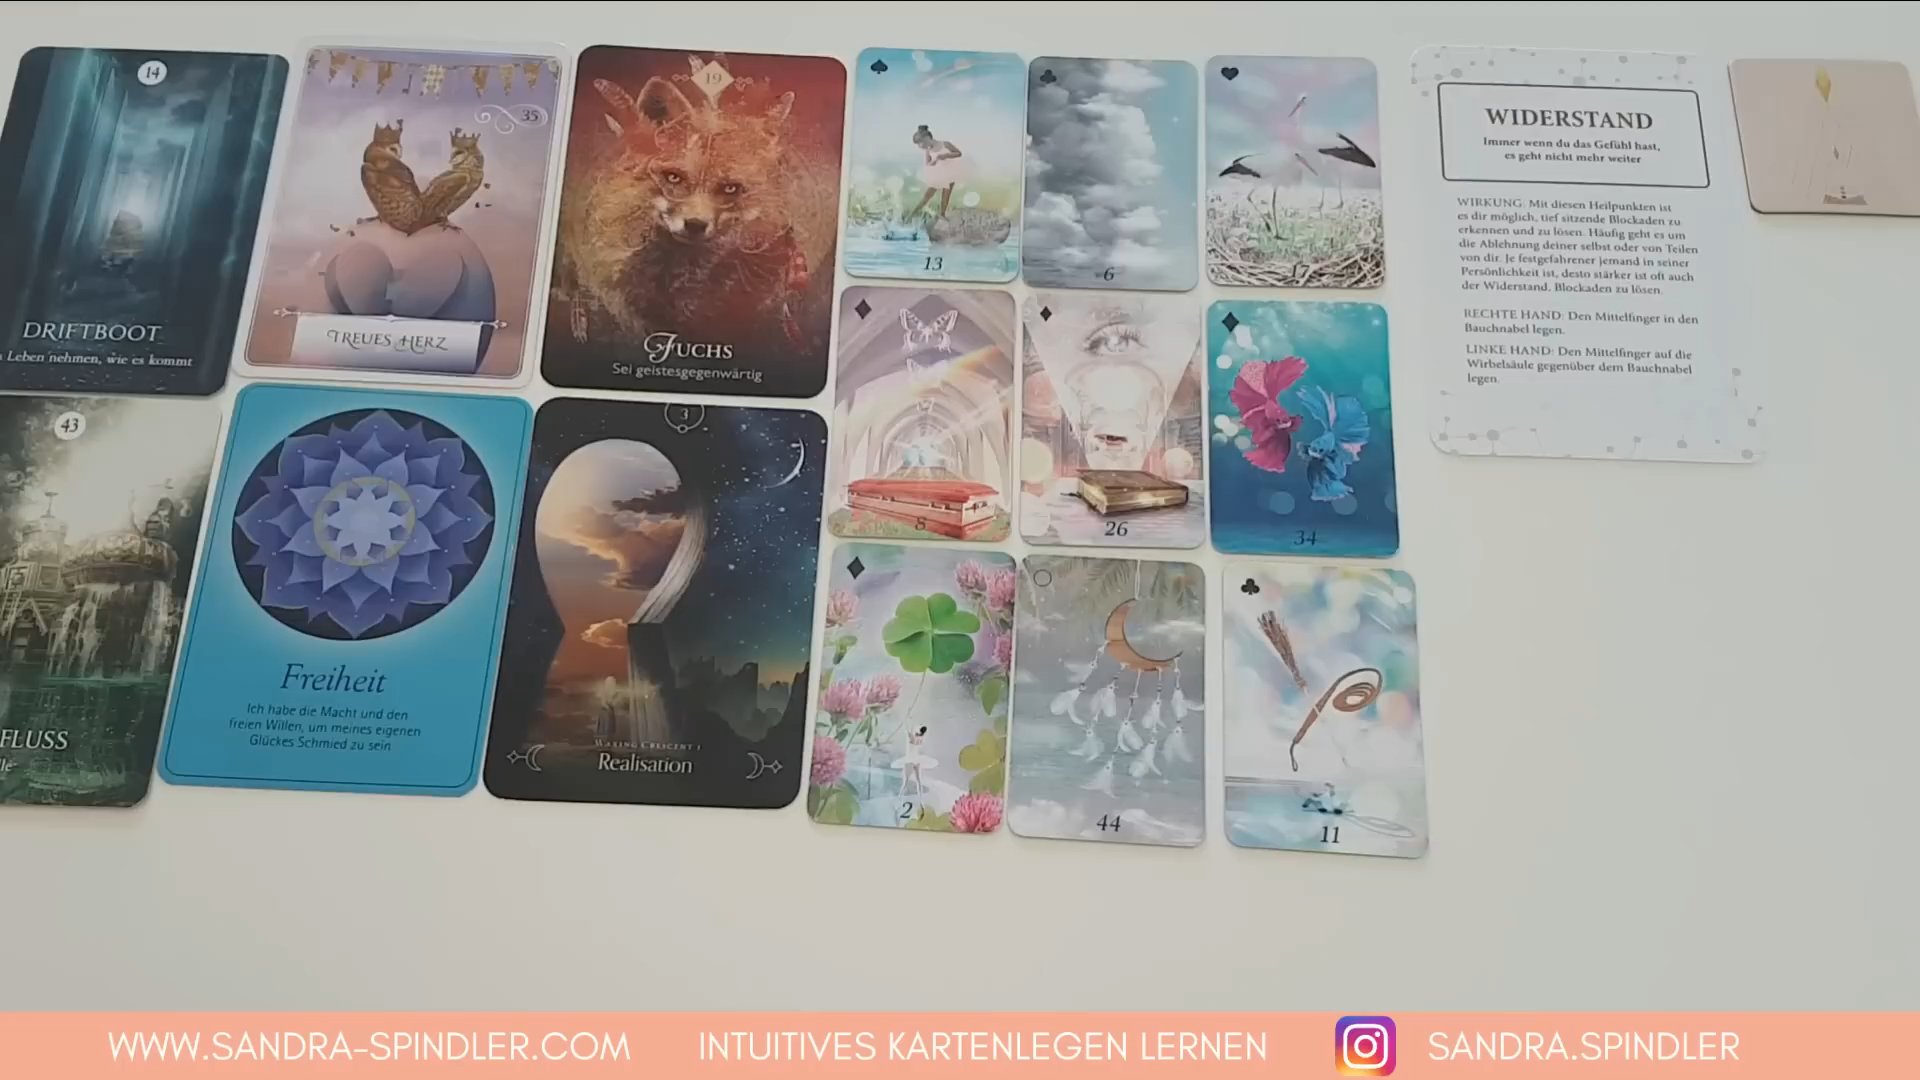 14
DRIFTBOOT
Leben nehmen, wie es kommt
35
TREUES HERZ
19
FUCHS
Sei geistesgegenwärtig
43
FLUSS
Freiheit
Ich habe die Macht und den
freien Willen, um meines eigenen
Glückes Schmied zu sein
3
WAXING CRESCENT 1
Realisation
13
6
17
8
26
34
2
44
11
WIDERSTAND
Immer wenn du das Gefühl hast,
es geht nicht mehr weiter
WIRKUNG: Mit diesen Heilpunkten ist
es dir möglich, tief sitzende Blockaden zu
erkennen und zu lösen. Häufig geht es um
die Ablehnung deiner selbst oder von Teilen
von dir. Je festgefahrener jemand in seiner
Persönlichkeit ist, desto stärker ist oft auch
der Widerstand, Blockaden zu lösen.
RECHTE HAND: Den Mittelfinger in den
Bauchnabel legen.
LINKE HAND: Den Mittelfinger auf die
Wirbelsäule gegenüber dem Bauchnabel
legen.
WWW.SANDRA-SPINDLER.COM
INTUITIVES KARTENLEGEN LERNEN
SANDRA.SPINDLER